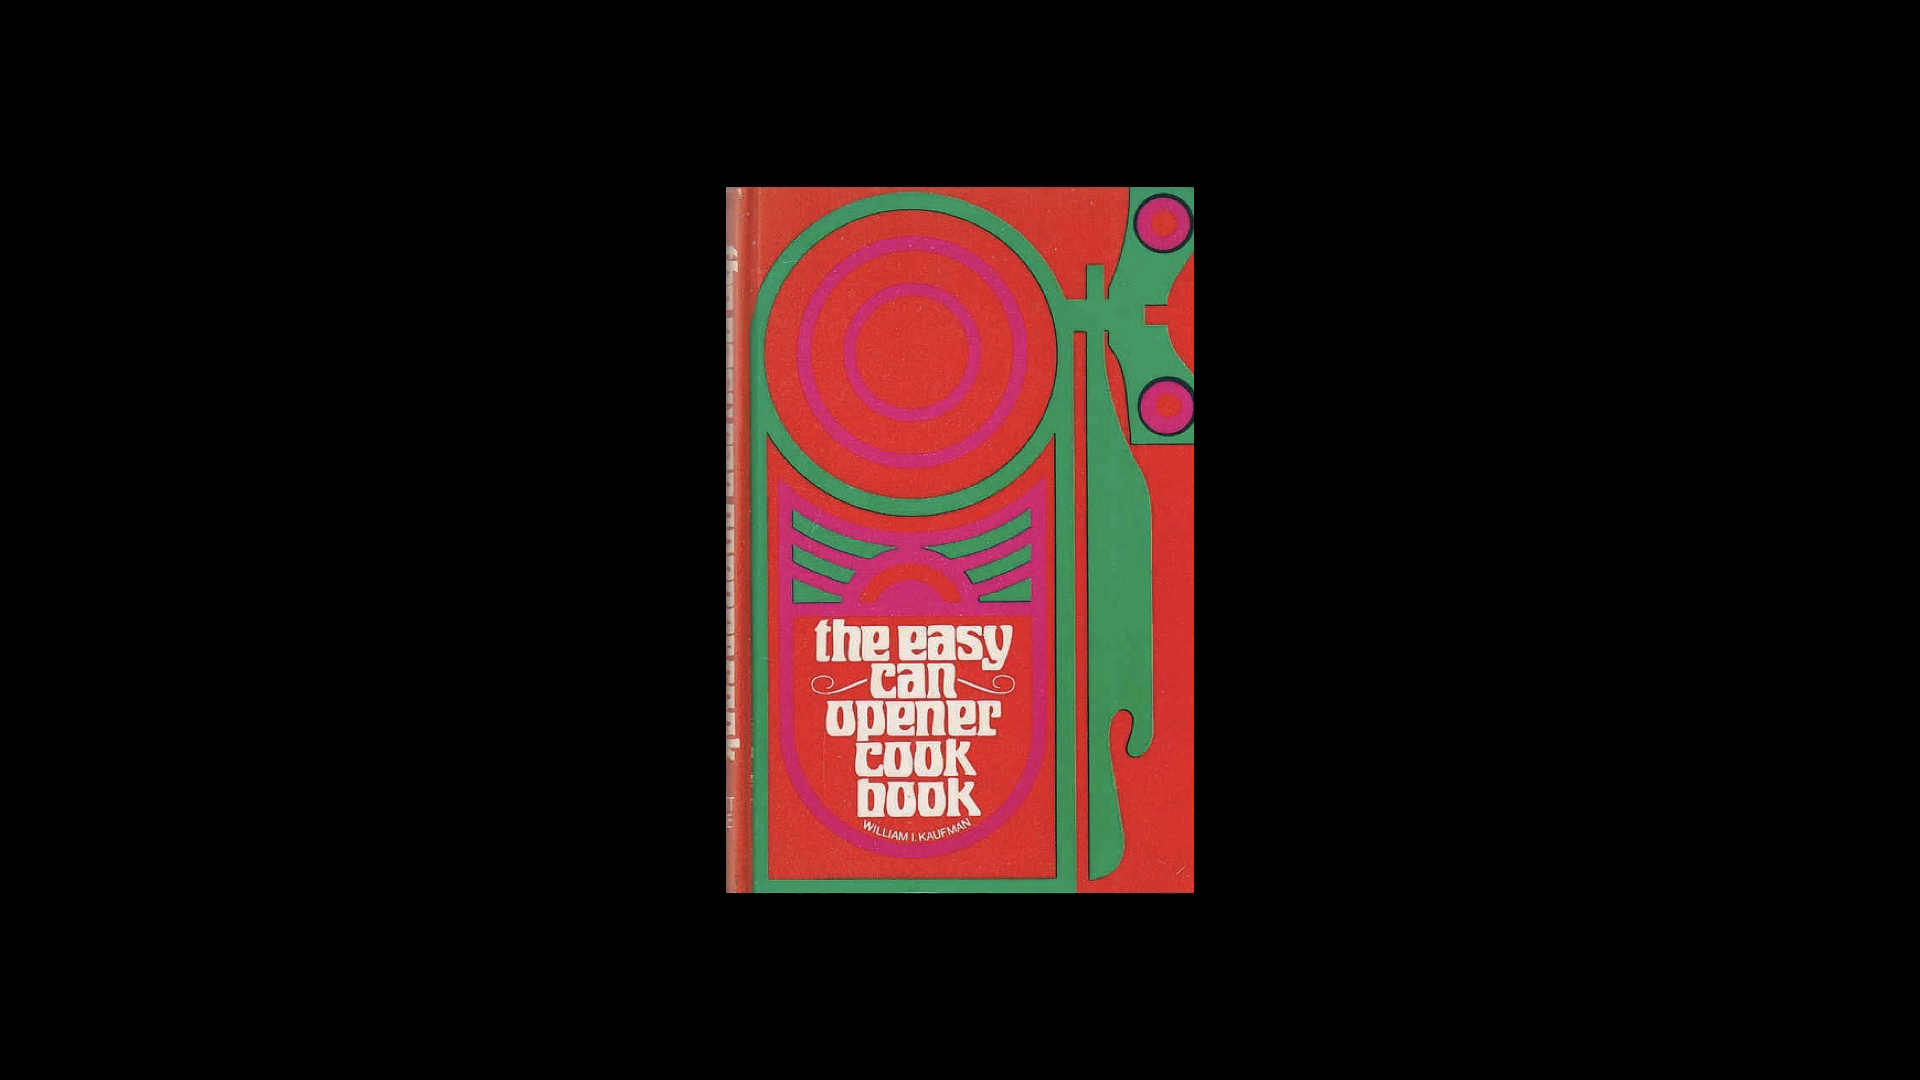 the easy
can
opener
cook
book
WILLIAM I. KAUFMAN